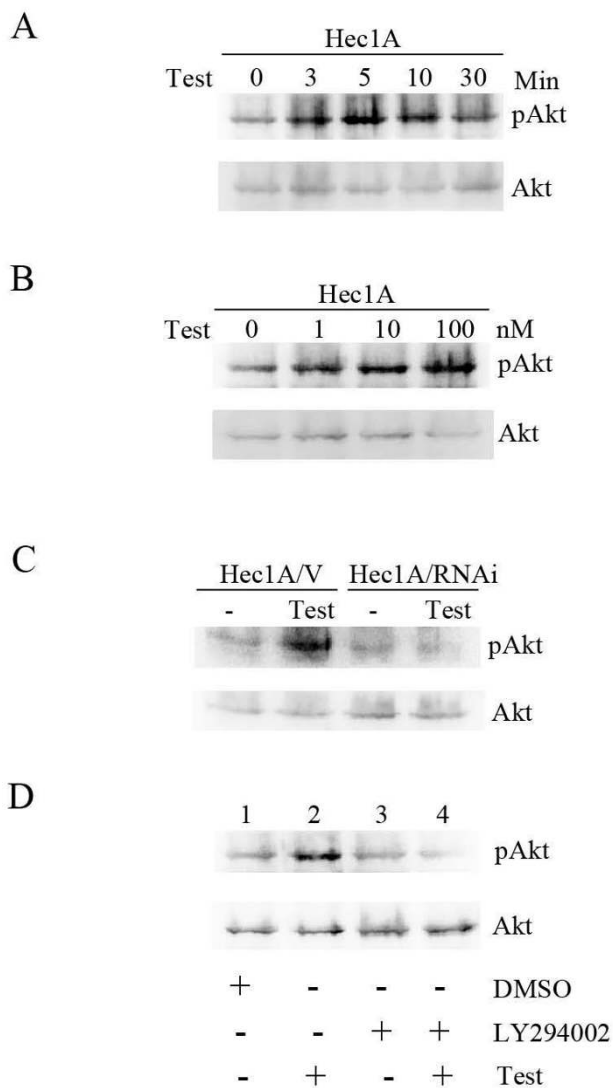 A
Hec1A
Test 0 3 5 10 30 Min
pAkt
Akt
B
Hec1A
Test 0 1 10 100 nM
pAkt
Akt
C
Hec1A/V Hec1A/RNAi
- Test - Test
pAkt
Akt
D
1 2 3 4
pAkt
Akt
+ - - - DMSO
- - + + LY294002
- + - + Test